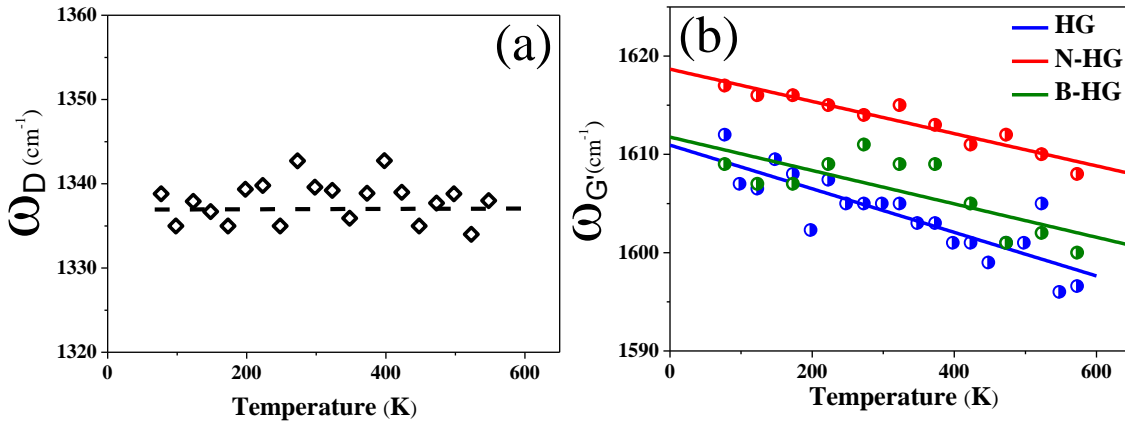 (a)
1360
1350
1340
1330
1320
ωD (cm-1)
0
200
400
600
Temperature (K)
(b)
HG
N-HG
B-HG
1620
1610
1600
1590
ωG'(cm-1)
0
200
400
600
Temperature (K)